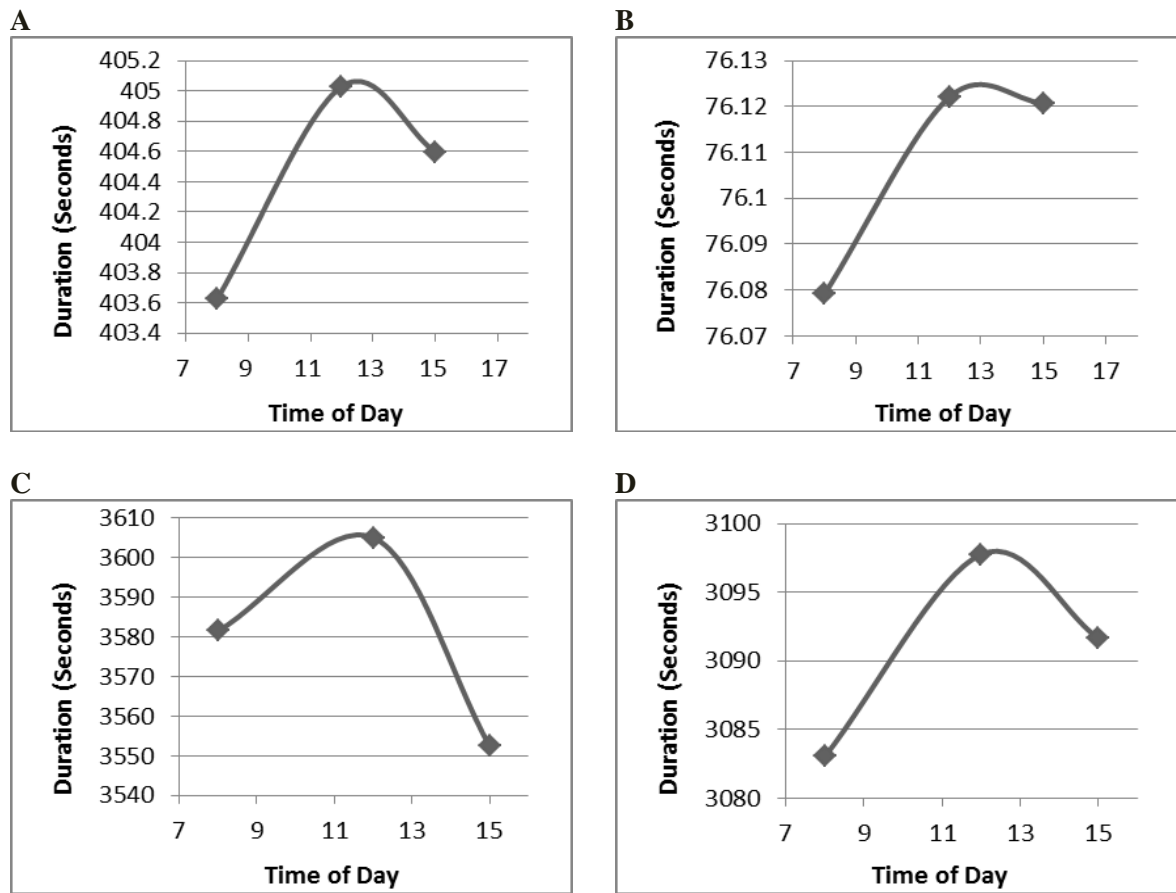 A
405.2
405
404.8
404.6
404.4
404.2
404
403.8
403.6
403.4
Duration (Seconds)
7 9 11 13 15 17
Time of Day
B
76.13
76.12
76.11
76.1
76.09
76.08
76.07
Duration (Seconds)
7 9 11 13 15 17
Time of Day
C
3610
3600
3590
3580
3570
3560
3550
3540
Duration (Seconds)
7 9 11 13 15
Time of Day
D
3100
3095
3090
3085
3080
Duration (Seconds)
7 9 11 13 15
Time of Day